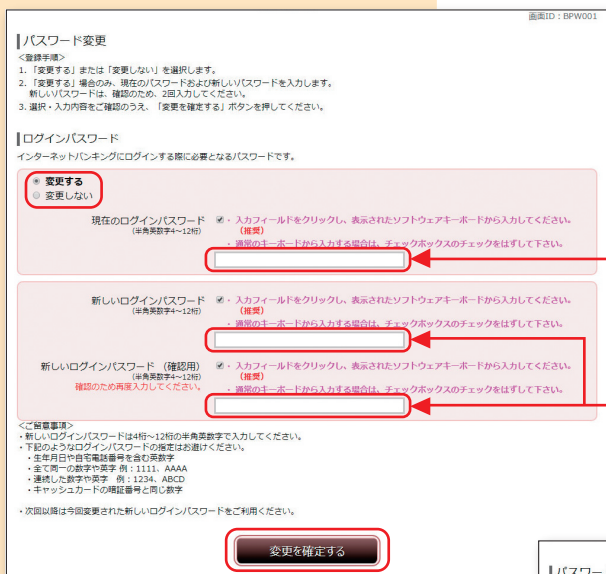 画面ID：BPW001
パスワード変更
＜登録手順＞
1. 「変更する」または「変更しない」を選択します。
2. 「変更する」場合のみ、現在のパスワードおよび新しいパスワードを入力します。
新しいパスワードは、確認のため、2回入力してください。
3. 選択・入力内容をご確認のうえ、「変更を確定する」ボタンを押してください。
ログインパスワード
インターネットバンキングにログインする際に必要となるパスワードです。
変更する
変更しない
現在のログインパスワード ・ 入力フィールドをクリックし、表示されたソフトウェアキーボードから入力してください。
（半角英数字4～12桁） （推奨）
・ 通常のキーボードから入力する場合は、チェックボックスのチェックをはずして下さい。
新しいログインパスワード ・ 入力フィールドをクリックし、表示されたソフトウェアキーボードから入力してください。
（半角英数字4～12桁） （推奨）
・ 通常のキーボードから入力する場合は、チェックボックスのチェックをはずして下さい。
新しいログインパスワード （確認用） ・ 入力フィールドをクリックし、表示されたソフトウェアキーボードから入力してください。
（半角英数字4～12桁） （推奨）
確認のため再度入力してください。 ・ 通常のキーボードから入力する場合は、チェックボックスのチェックをはずして下さい。
＜ご留意事項＞
・新しいログインパスワードは4桁～12桁の半角英数字で入力してください。
・下記のようなログインパスワードの指定はお避けください。
・生年月日や自宅電話番号を含む英数字
・全て同一の数字や英字 例：1111、AAAA
・連続した数字や英字 例：1234、ABCD
・キャッシュカードの暗証番号と同じ数字
・次回以降は今回変更された新しいログインパスワードをご利用ください。
変更を確定する
パスワー